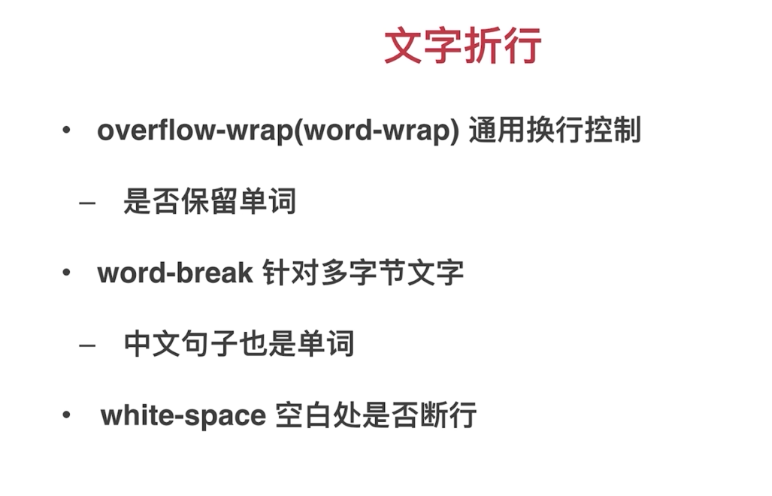 文字折行
• overflow-wrap(word-wrap) 通用换行控制
– 是否保留单词
• word-break 针对多字节文字
– 中文句子也是单词
• white-space 空白处是否断行